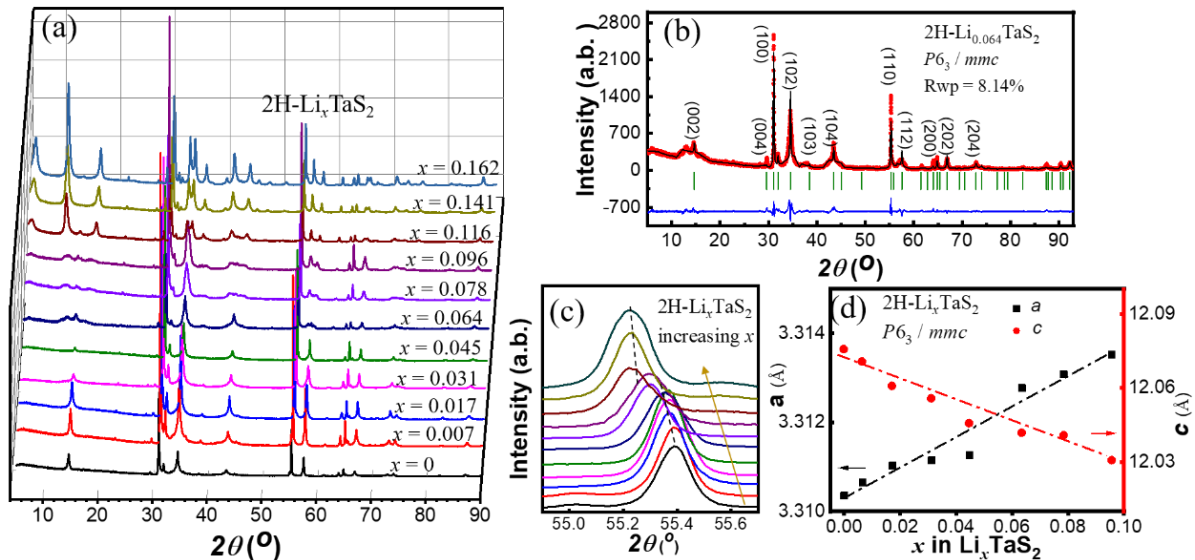 (a)
2H-LiₓTaS₂
x = 0.162
x = 0.141
x = 0.116
x = 0.096
x = 0.078
x = 0.064
x = 0.045
x = 0.031
x = 0.017
x = 0.007
x = 0
10 20 30 40 50 60 70 80 90
2θ (O)
(b)
2H-Li₀.₀₆₄TaS₂
P6₃ / mmc
Rwp = 8.14%
Intensity (a.b.)
2800
2100
1400
700
0
-700
(002)
(004)
(100)
(102)
(103)
(104)
(110)
(112)
(200)
(202)
(204)
10 20 30 40 50 60 70 80 90
2θ (O)
(c)
2H-LiₓTaS₂
increasing x
Intensity (a.b.)
55.0 55.2 55.4 55.6
2θ (°)
(d)
2H-LiₓTaS₂
P6₃ / mmc
a
c
a (Å)
3.314
3.312
3.310
12.09
12.06
12.03
c (Å)
0.00 0.02 0.04 0.06 0.08 0.10
x in LiₓTaS₂